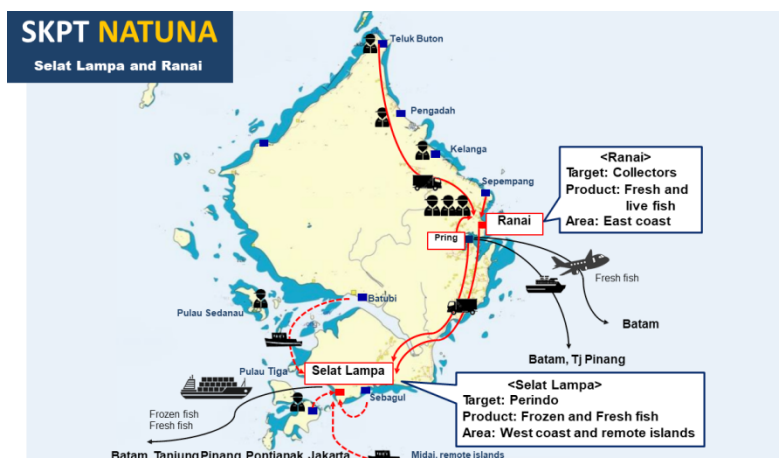 SKPT NATUNA
Selat Lampa and Ranai
Teluk Buton
Pengadah
Kelanga
Sepempang
<Ranai>
Target: Collectors
Product: Fresh and
live fish
Area: East coast
Ranai
Pring
Fresh fish
Batam
Batam, Tj Pinang
Batubi
Pulau Sedanau
Pulau Tiga
Selat Lampa
Sebagul
<Selat Lampa>
Target: Perindo
Product: Frozen and Fresh fish
Area: West coast and remote islands
Frozen fish
Fresh fish
Batam, Tanjung Pinang, Pontianak, Jakarta
Midai, remote islands